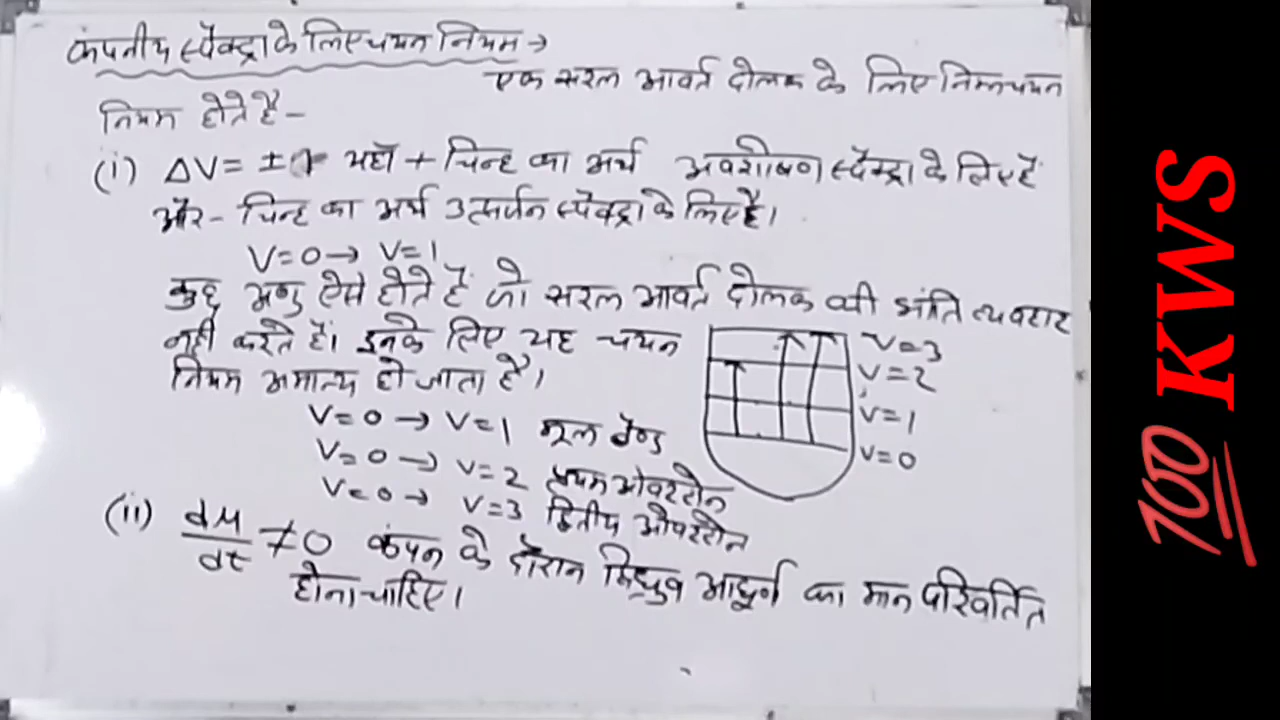 कंपनीय स्पेक्ट्रा के लिए चयन नियम →
एक सरल आवर्त दोलक के लिए निम्न चयन
नियम होते है -
(i) ΔV = ±1 यहाँ + चिन्ह का अर्थ अवशोषण स्पेक्ट्रा के लिए है
और - चिन्ह का अर्थ उत्सर्जन स्पेक्ट्रा के लिए है।
V=0 → V=1
कुछ अणु ऐसे होते है जो सरल आवर्त दोलक की भांति व्यवहार
नही करते है। इनके लिए यह चयन
नियम अमान्य हो जाता है।
V=3
V=2
V=1
V=0
V=0 → V=1 मूल बैण्ड
V=0 → V=2 प्रथम ओवरटोन
V=0 → V=3 द्वितीय ओवरटोन
(ii) dμ/dt ≠ 0 कंपन के दौरान द्विध्रुव आघूर्ण का मान परिवर्तित
होना चाहिए।
100 KWS